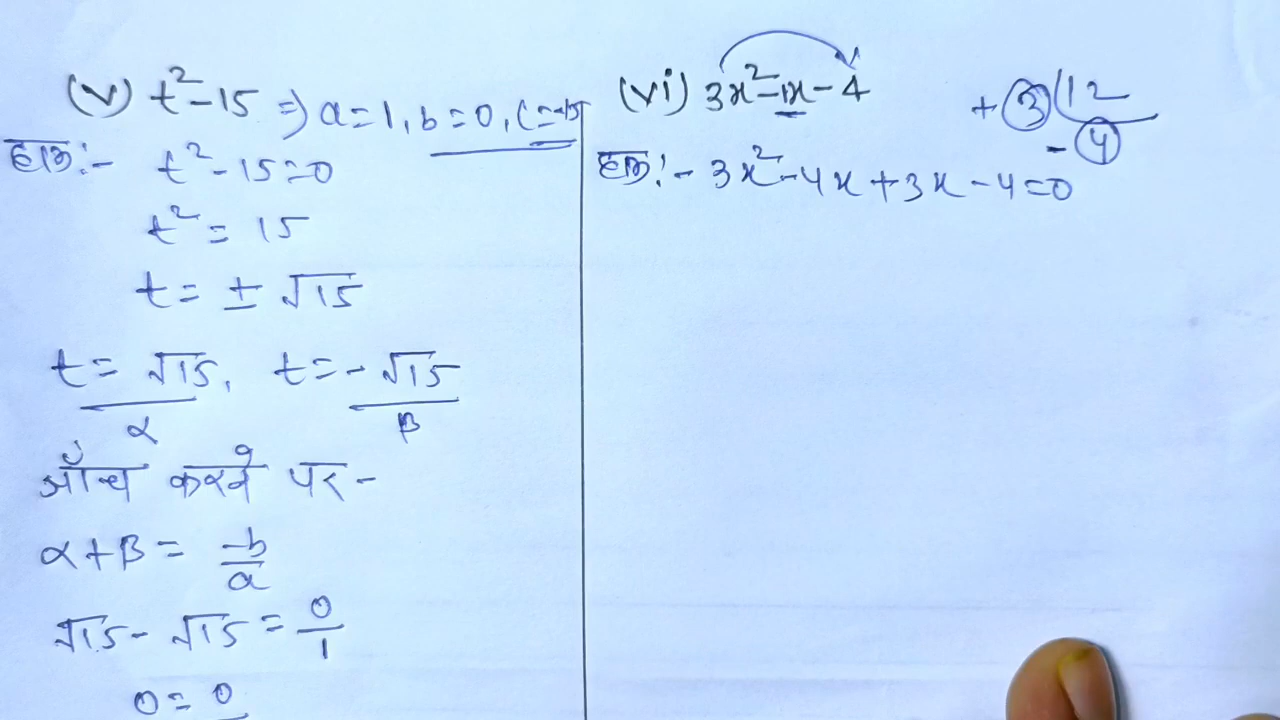 (v) t² - 15 ⇒ a = 1, b = 0, c = -15
हल :- t² - 15 = 0
t² = 15
t = ± √15
t = √15, t = - √15
α β
जाँच करने पर -
α + β = -b/a
√15 - √15 = 0/1
0 = 0
(vi) 3x² - 1x - 4
+ 3 12
- 4
हल :- 3x² - 4x + 3x - 4 = 0